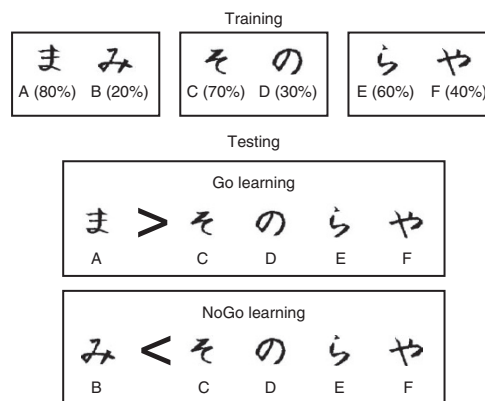 Training
ま み そ の ら や
A (80%) B (20%) C (70%) D (30%) E (60%) F (40%)
Testing
Go learning
ま > そ の ら や
A C D E F
NoGo learning
み < そ の ら や
B C D E F